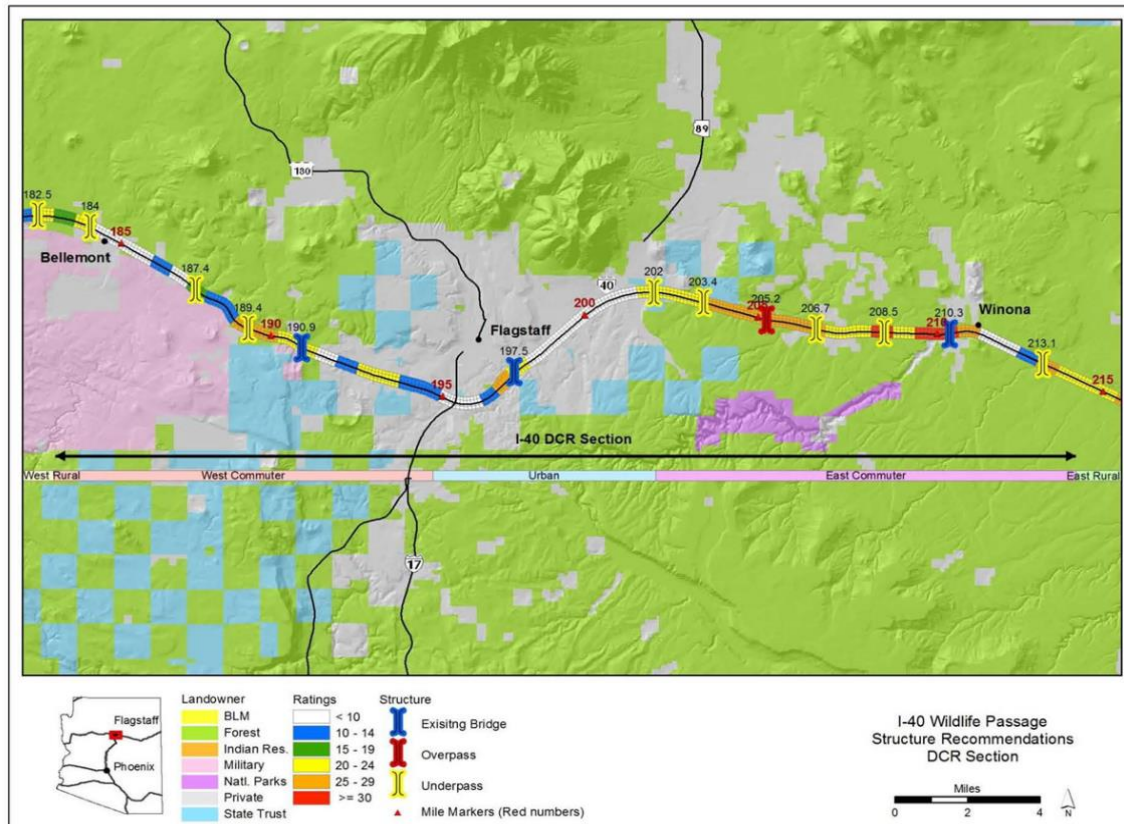 180
89
182.5
184
185
Bellemont
187.4
189.4
190
190.9
195
Flagstaff
197.5
200
40
202
203.4
205.2
206.7
208.5
210.3
Winona
213.1
215
I-40 DCR Section
West Rural
West Commuter
Urban
East Commuter
East Rural
17
Flagstaff
Phoenix
Landowner
BLM
Forest
Indian Res.
Military
Natl. Parks
Private
State Trust
Ratings
< 10
10 - 14
15 - 19
20 - 24
25 - 29
>= 30
Structure
Exisitng Bridge
Overpass
Underpass
Mile Markers (Red numbers)
I-40 Wildlife Passage
Structure Recommendations
DCR Section
Miles
0 1 2 4
N